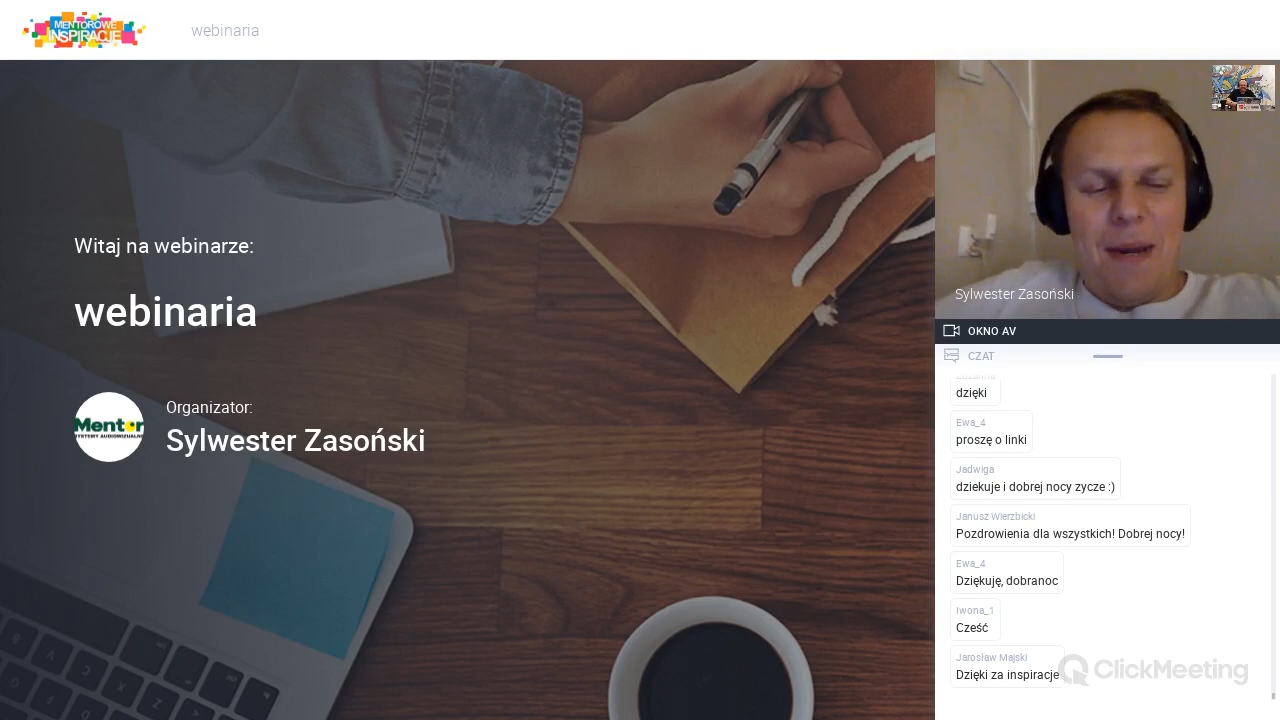 MENTOROWE
INSPIRACJE
webinaria
Witaj na webinarze:
webinaria
Mentor
SYSTEMY AUDIOWIZUALNE
Organizator:
Sylwester Zasoński
Sylwester Zasoński
OKNO AV
CZAT
dzięki
Ewa_4
proszę o linki
Jadwiga
dziekuje i dobrej nocy zycze :)
Janusz Wierzbicki
Pozdrowienia dla wszystkich! Dobrej nocy!
Ewa_4
Dziękuję, dobranoc
Iwona_1
Cześć
Jarosław Majski
Dzięki za inspiracje
ClickMeeting